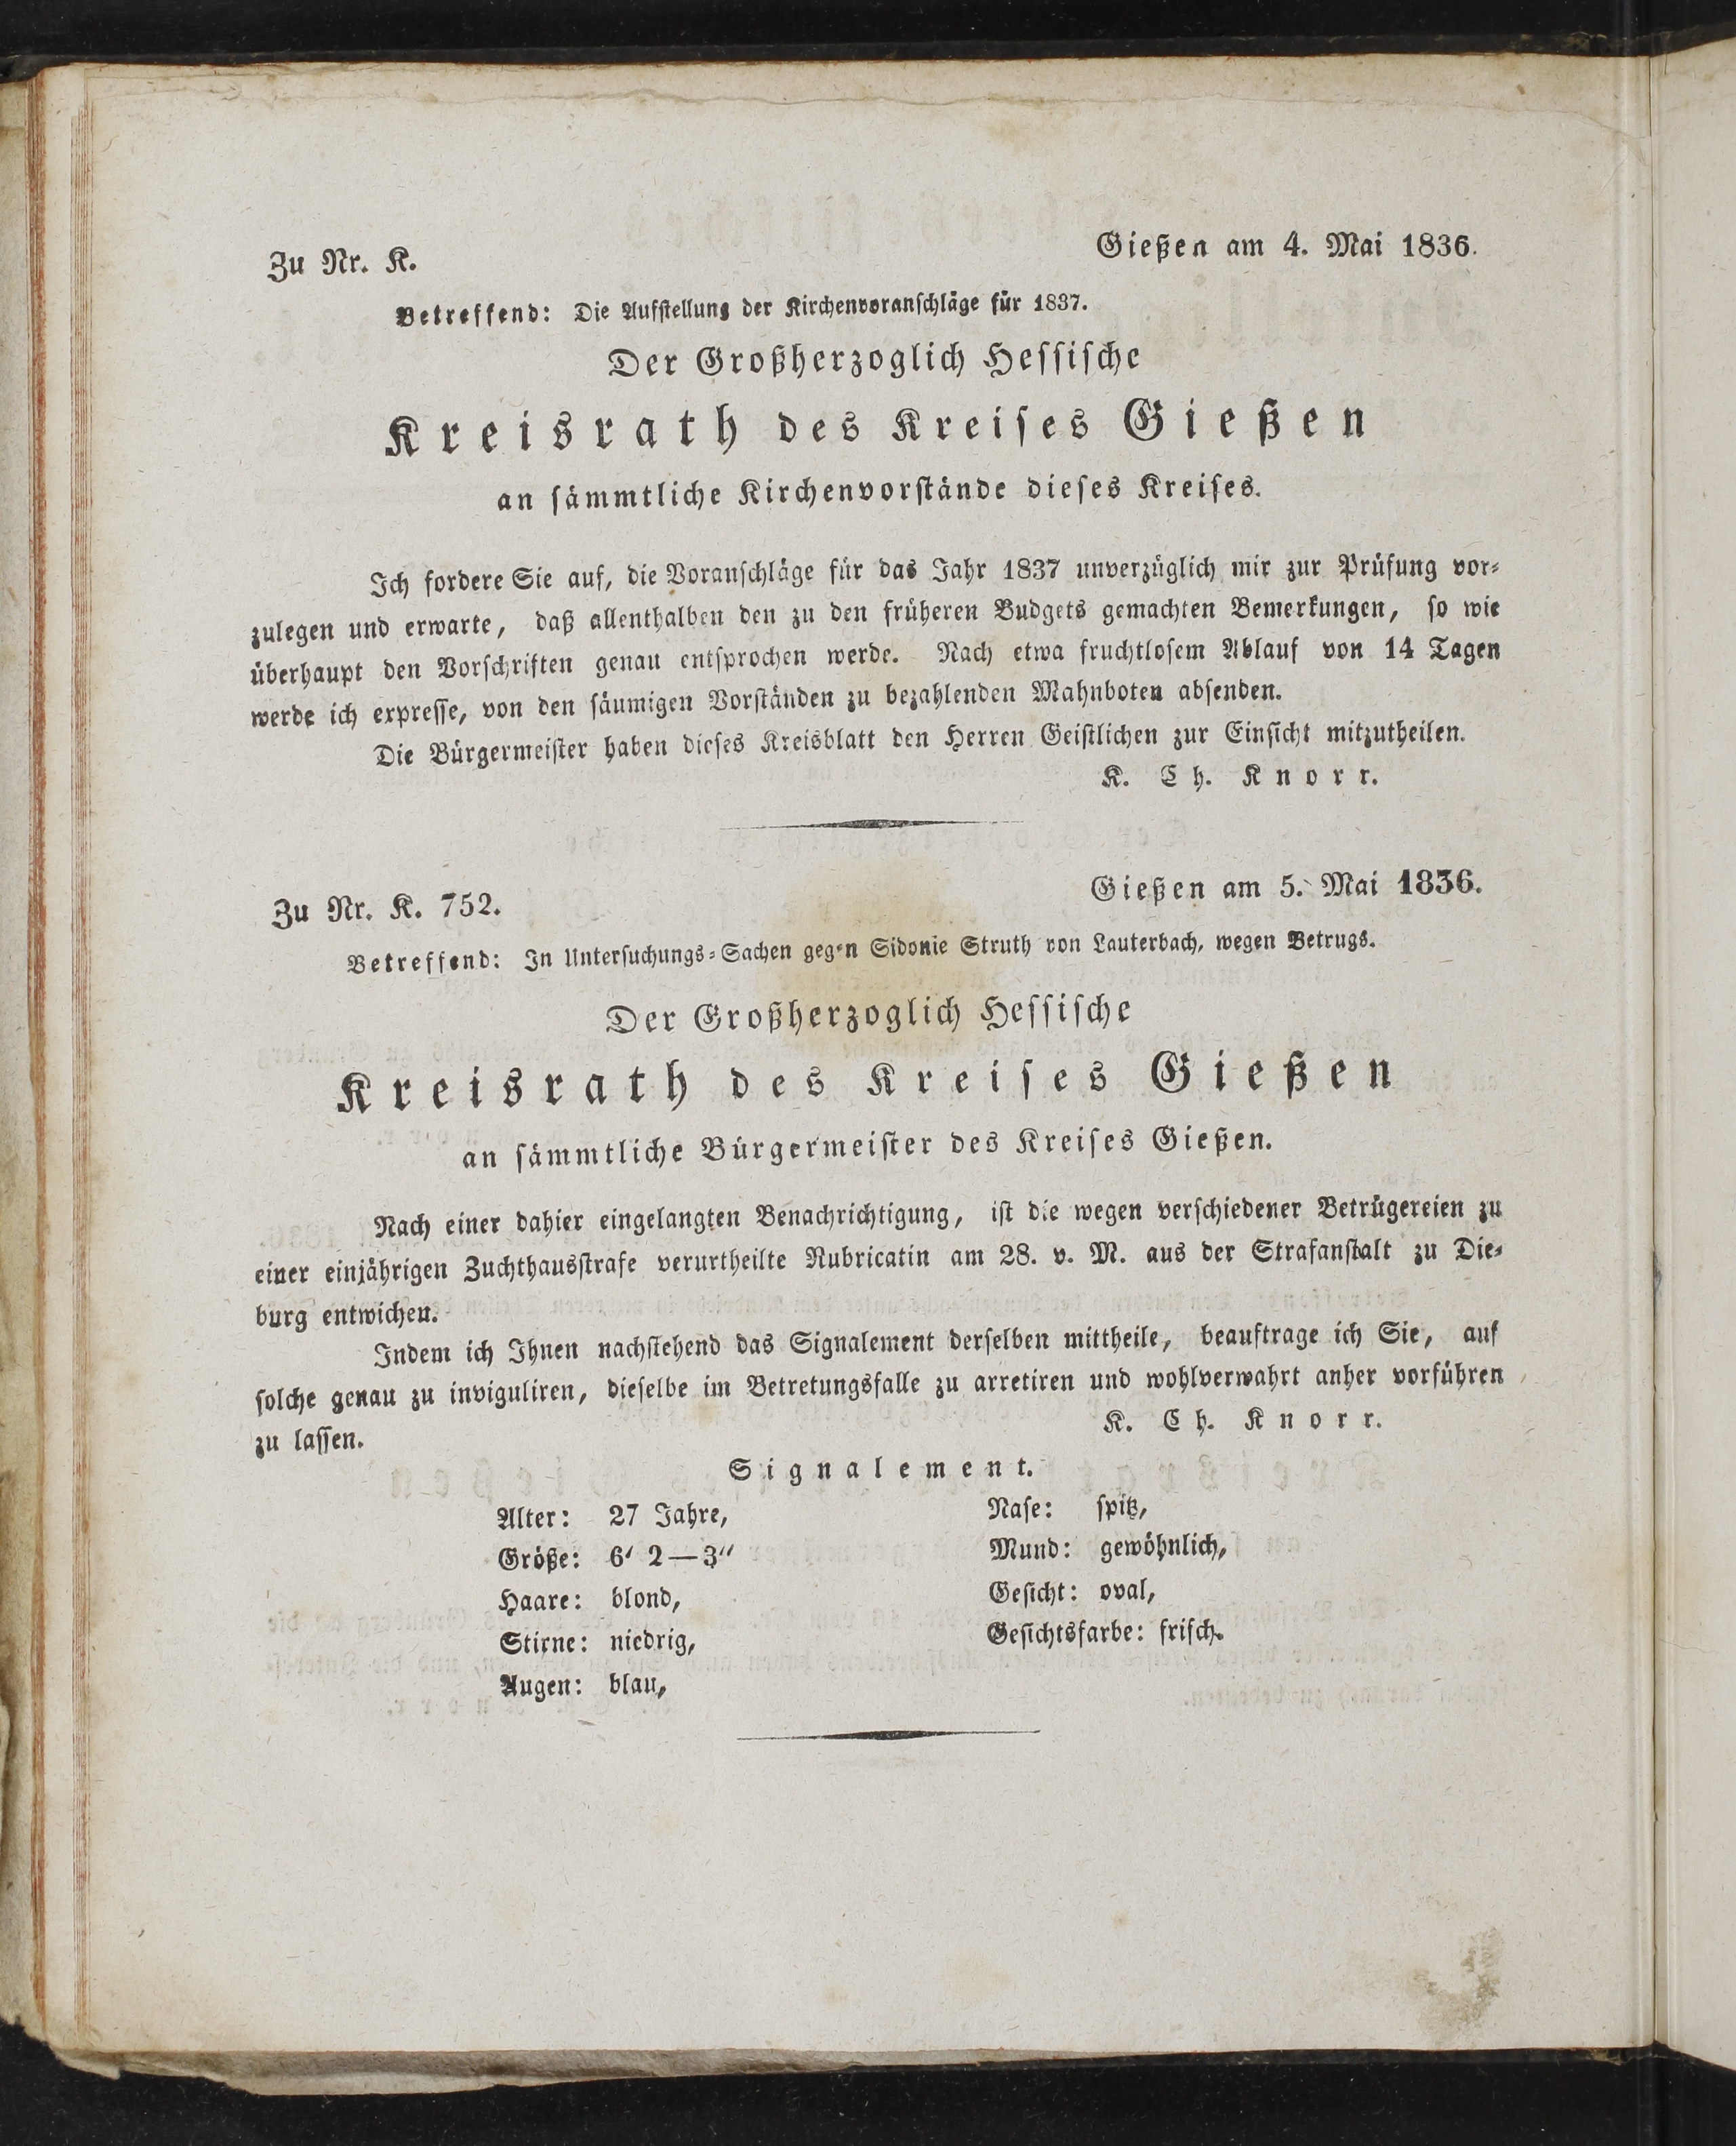 Zu Nr. K.
Gießen am 4. Mai 1836.
Betreffend: Die Aufstellung der Kirchenvoranschläge für 1837.
Der Großherzoglich Hessische
Kreisrath des Kreises Gießen
an sämmtliche Kirchenvorstände dieses Kreises.
Ich fordere Sie auf, die Voranschläge für das Jahr 1837 unverzüglich mir zur Prüfung vor-
zulegen und erwarte, daß allenthalben den zu den früheren Budgets gemachten Bemerkungen, so wie
überhaupt den Vorschriften genau entsprochen werde. Nach etwa fruchtlosem Ablauf von 14 Tagen
werde ich expresse, von den säumigen Vorständen zu bezahlenden Mahnboten absenden.
Die Bürgermeister haben dieses Kreisblatt den Herren Geistlichen zur Einsicht mitzutheilen.
K. Ch. Knorr.
Zu Nr. K. 752.
Gießen am 5. Mai 1836.
Betreffend: In Untersuchungs-Sachen gegen Sidonie Struth von Lauterbach, wegen Betrugs.
Der Großherzoglich Hessische
Kreisrath des Kreises Gießen
an sämmtliche Bürgermeister des Kreises Gießen.
Nach einer dahier eingelangten Benachrichtigung, ist die wegen verschiedener Betrügereien zu
einer einjährigen Zuchthausstrafe verurtheilte Rubricatin am 28. v. M. aus der Strafanstalt zu Die-
burg entwichen.
Indem ich Ihnen nachstehend das Signalement derselben mittheile, beauftrage ich Sie, auf
solche genau zu inviguliren, dieselbe im Betretungsfalle zu arretiren und wohlverwahrt anher vorführen
zu lassen.
K. Ch. Knorr.
Signalement.
Alter: 27 Jahre,
Größe: 6' 2—3"
Haare: blond,
Stirne: niedrig,
Augen: blau,
Nase: spitz,
Mund: gewöhnlich,
Gesicht: oval,
Gesichtsfarbe: frisch.